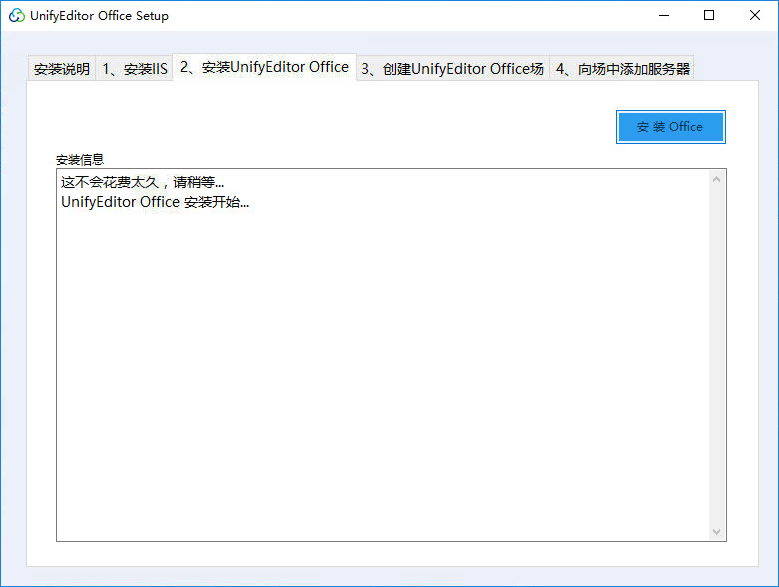 UnifyEditor Office Setup
安装说明 1、安装IIS 2、安装UnifyEditor Office 3、创建UnifyEditor Office场 4、向场中添加服务器
安 装 Office
安装信息
这不会花费太久，请稍等...
UnifyEditor Office 安装开始...